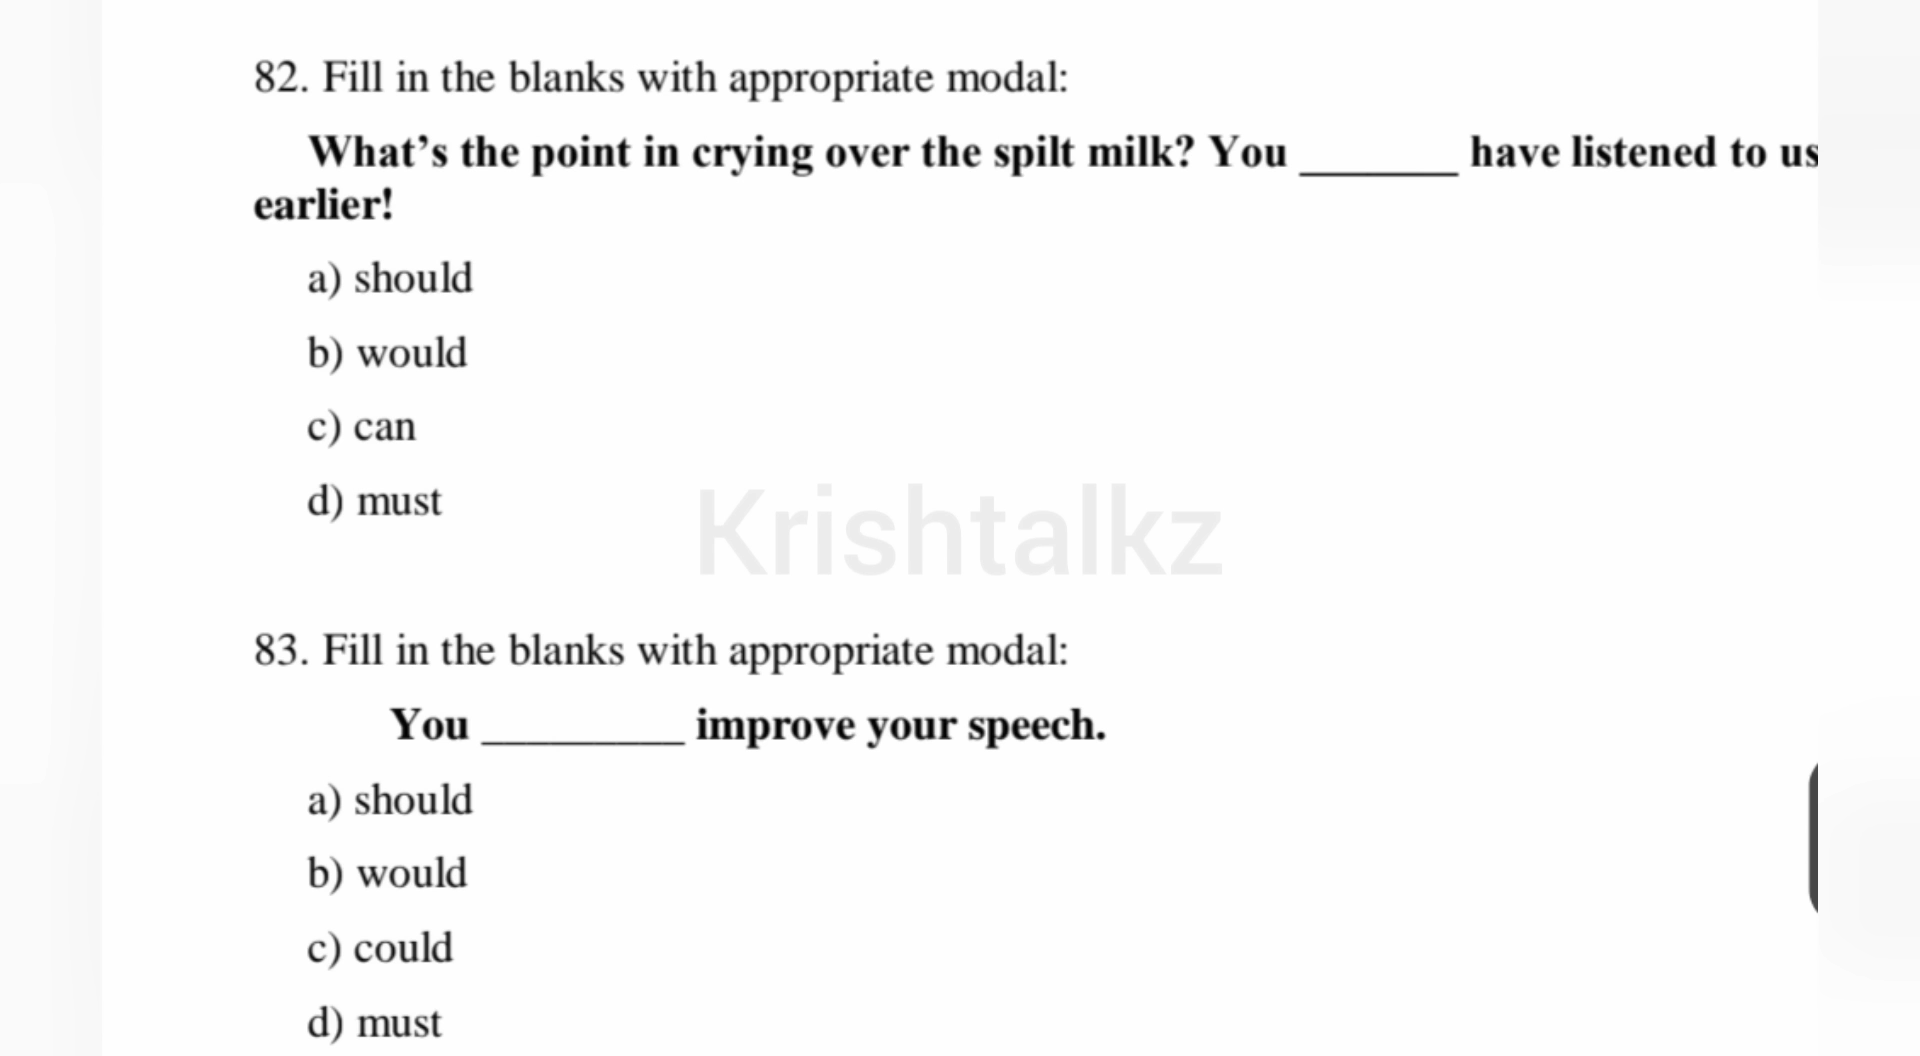 82. Fill in the blanks with appropriate modal:
What's the point in crying over the spilt milk? You _______ have listened to us
earlier!
a) should
b) would
c) can
d) must
Krishtalkz
83. Fill in the blanks with appropriate modal:
You _________ improve your speech.
a) should
b) would
c) could
d) must